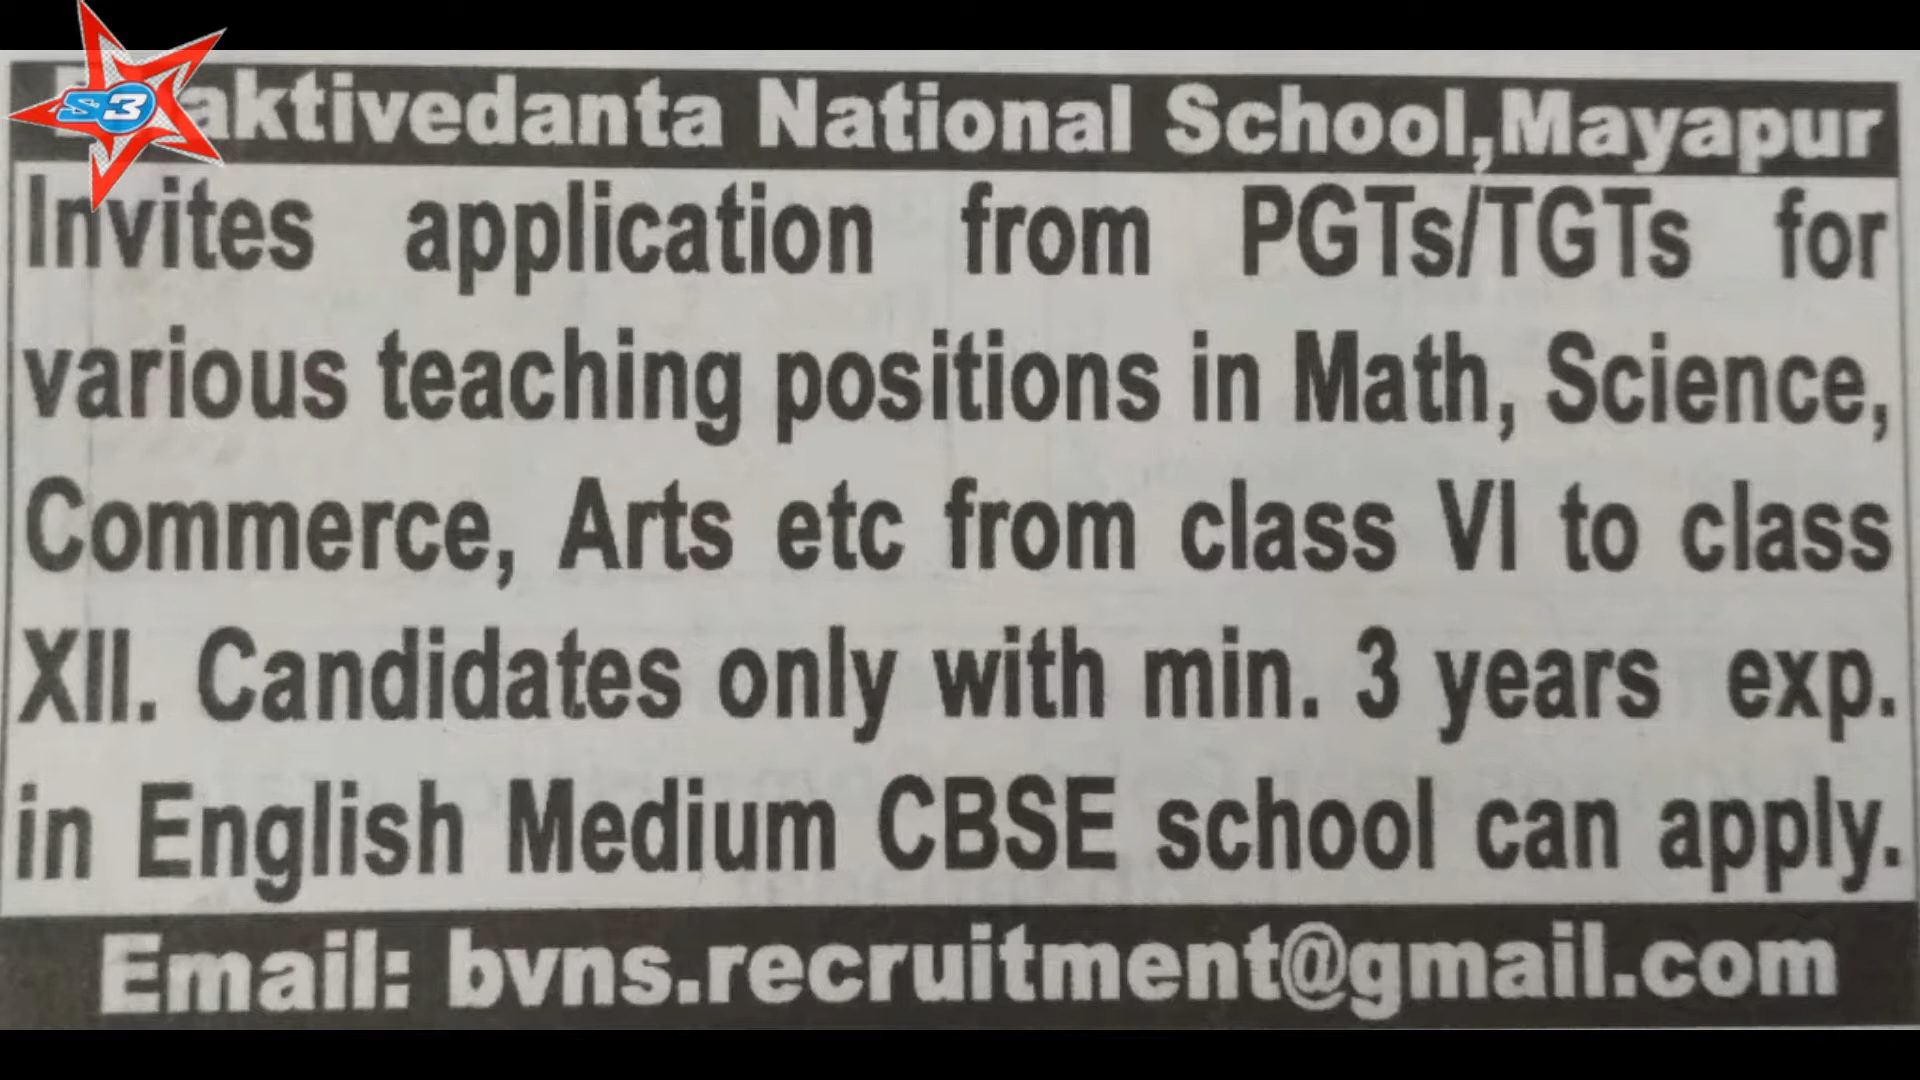 S3
aktivedanta National School,Mayapur
Invites application from PGTs/TGTs for
various teaching positions in Math, Science,
Commerce, Arts etc from class VI to class
XII. Candidates only with min. 3 years exp.
in English Medium CBSE school can apply.
Email: bvns.recruitment@gmail.com